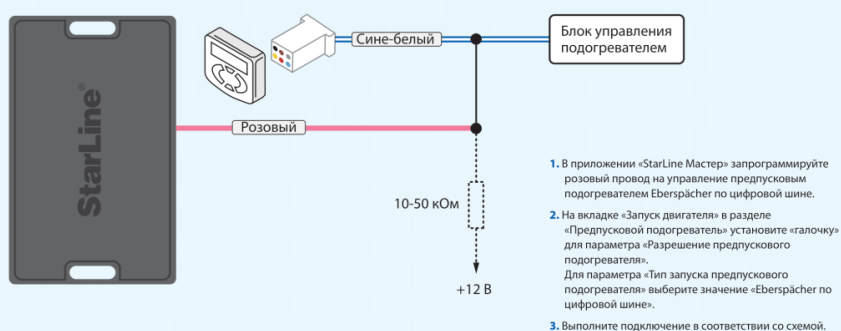 StarLine®
Сине-белый
Блок управления
подогревателем
Розовый
10-50 кОм
+12 В
1. В приложении «StarLine Мастер» запрограммируйте
розовый провод на управление предпусковым
подогревателем Eberspächer по цифровой шине.
2. На вкладке «Запуск двигателя» в разделе
«Предпусковой подогреватель» установите «галочку»
для параметра «Разрешение предпускового
подогревателя».
Для параметра «Тип запуска предпускового
подогревателя» выберите значение «Eberspächer по
цифровой шине».
3. Выполните подключение в соответствии со схемой.